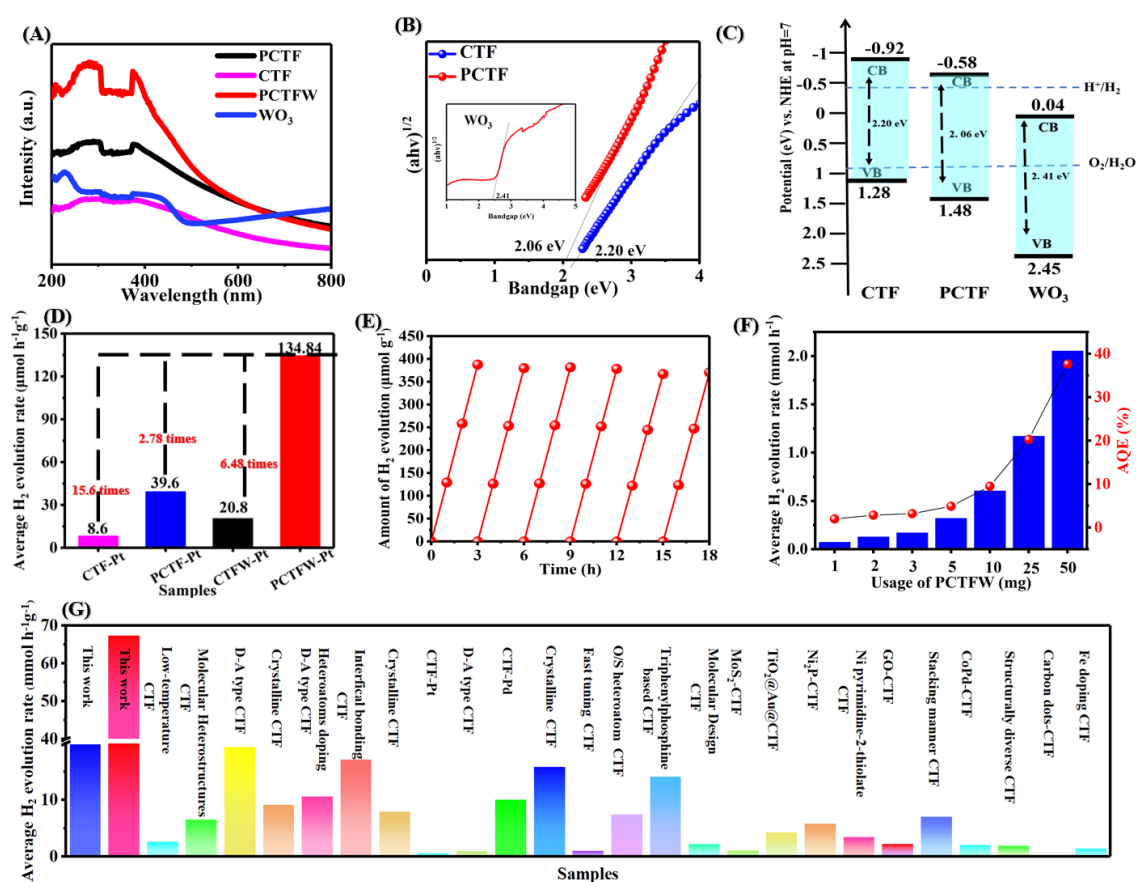 (A)
PCTF
CTF
PCTFW
WO₃
Intensity (a.u.)
200 400 600 800
Wavelength (nm)
(B)
CTF
PCTF
(ahv)^1/2
WO₃
(ahv)^1/2
2.41
1 2 3 4 5
Bandgap (eV)
2.06 eV 2.20 eV
0 1 2 3 4
Bandgap (eV)
(C)
Potential (eV) vs. NHE at pH=7
-1
-0.5
0
0.5
1
1.5
2.0
2.5
-0.92
CB
2.20 eV
VB
1.28
-0.58
CB
2. 06 eV
VB
1.48
0.04
CB
2. 41 eV
VB
2.45
H⁺/H₂
O₂/H₂O
CTF PCTF WO₃
(D)
Average H₂ evolution rate (μmol h⁻¹g⁻¹)
150
120
90
60
30
0
134.84
2.78 times
6.48 times
15.6 times
39.6
20.8
8.6
CTF-Pt PCTF-Pt CTFW-Pt PCTFW-Pt
Samples
(E)
Amount of H₂ evolution (μmol g⁻¹)
450
400
350
300
250
200
150
100
50
0
0 3 6 9 12 15 18
Time (h)
(F)
Average H₂ evolution rate (mmol h⁻¹)
2.0
1.5
1.0
0.5
0.0
40
30
20
10
0
AQE (%)
1 2 3 5 10 25 50
Usage of PCTFW (mg)
(G)
Average H₂ evolution rate (mmol h⁻¹g⁻¹)
70
65
60
55
50
45
40
10
0
This work
This work
Low-temperature
CTF
Molecular Heterostructures
CTF
D-A type CTF
Crystalline CTF
D-A type CTF
Heteroatoms doping
Interfical bonding
CTF
Crystalline CTF
CTF-Pt
D-A type CTF
CTF-Pd
Crystalline CTF
Fast tuning CTF
O/S heteroatom CTF
Triphenylphosphine
based CTF
Molecular Design
CTF
MoS₂-CTF
TiO₂@Au@CTF
Ni₂P-CTF
Ni pyrimidine-2-thiolate
CTF
GO-CTF
Stacking manner CTF
CoPd-CTF
Structurally diverse CTF
Carbon dots-CTF
Fe doping CTF
Samples